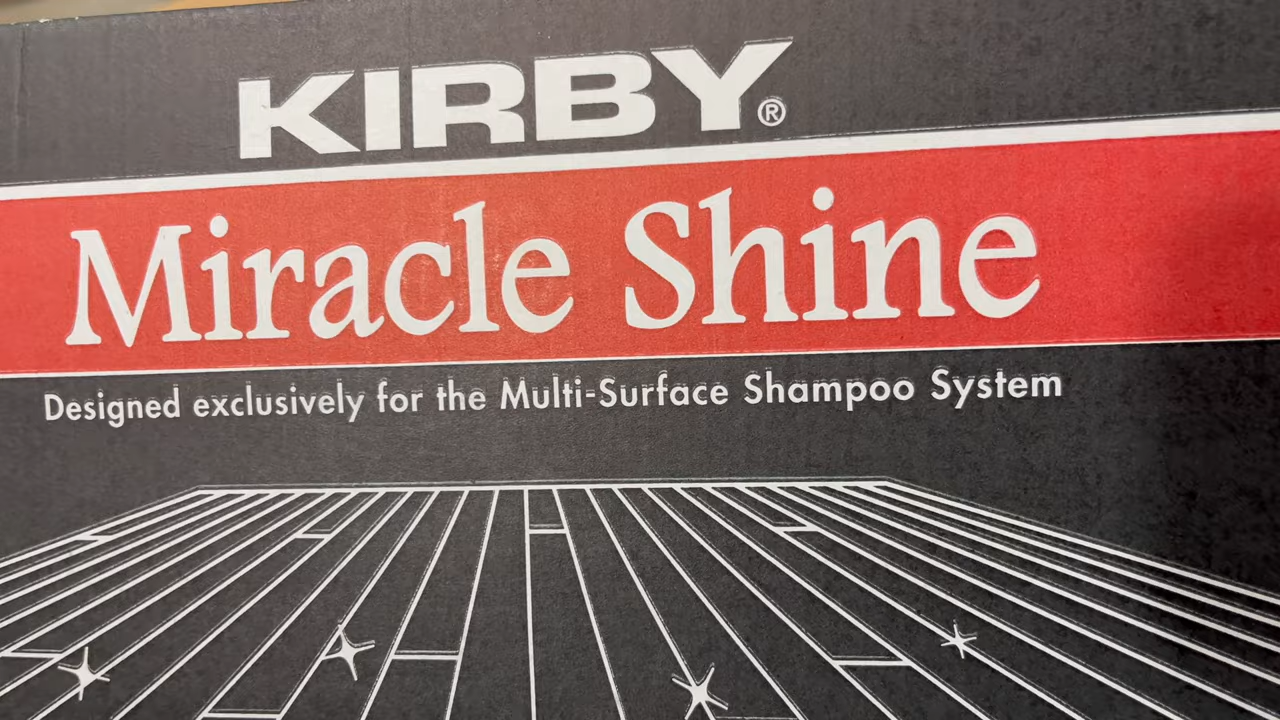 KIRBY®
Miracle Shine
Designed exclusively for the Multi-Surface Shampoo System